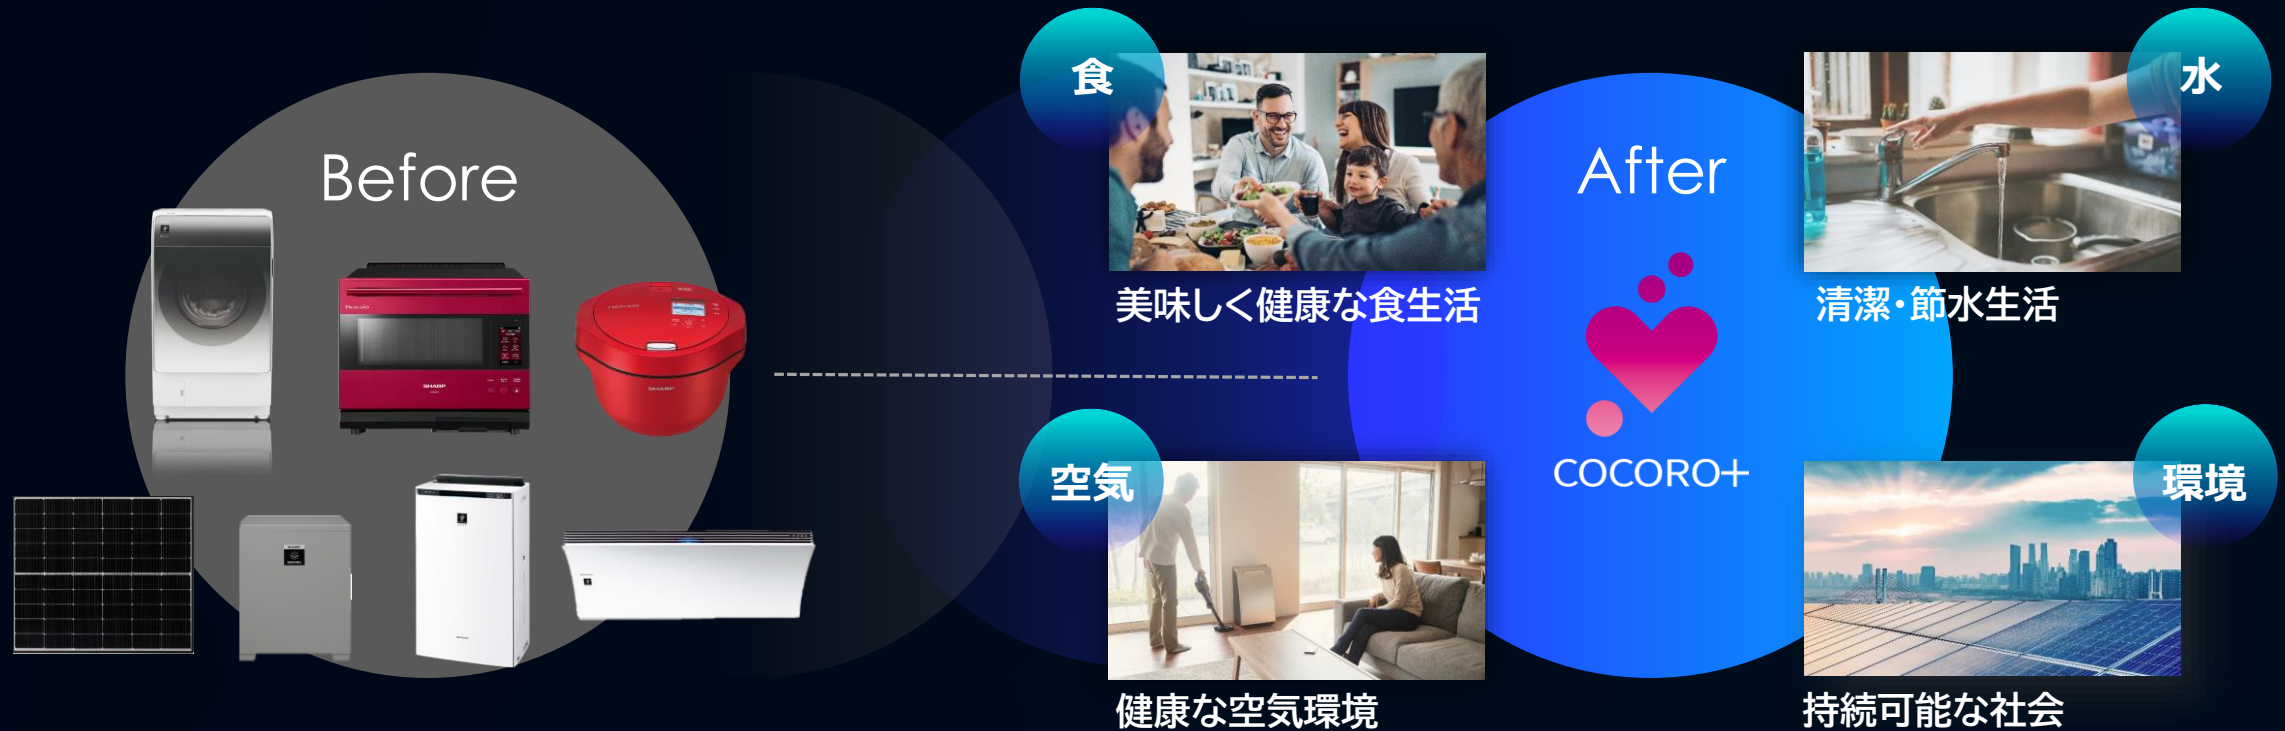 Before
SHARP
SHARP
食
美味しく健康な食生活
After
COCORO+
水
清潔・節水生活
空気
健康な空気環境
環境
持続可能な社会